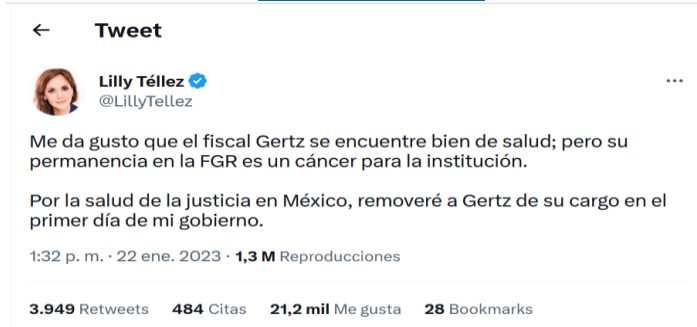 Tweet
Lilly Téllez
@LillyTellez
Me da gusto que el fiscal Gertz se encuentre bien de salud; pero su
permanencia en la FGR es un cáncer para la institución.
Por la salud de la justicia en México, removeré a Gertz de su cargo en el
primer día de mi gobierno.
1:32 p. m. · 22 ene. 2023 · 1,3 M Reproducciones
3.949 Retweets 484 Citas 21,2 mil Me gusta 28 Bookmarks